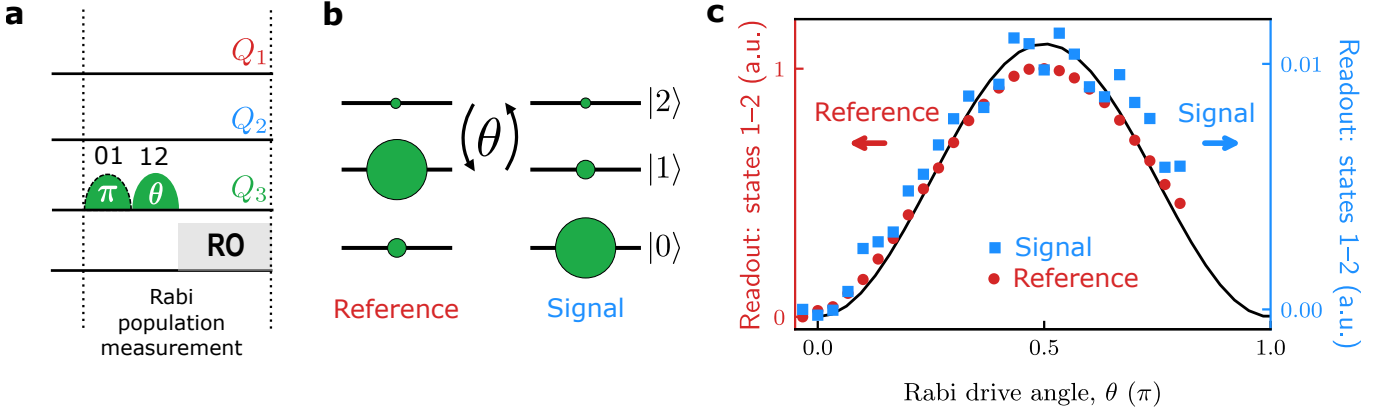 a
Q1
Q2
01 12
π θ
Q3
RO
Rabi
population
measurement
b
|2⟩
(θ)
|1⟩
|0⟩
Reference
Signal
c
Readout: states 1–2 (a.u.)
1
0
Reference
Signal
Signal
Reference
0.01
0.00
Readout: states 1–2 (a.u.)
0.0 0.5 1.0
Rabi drive angle, θ (π)